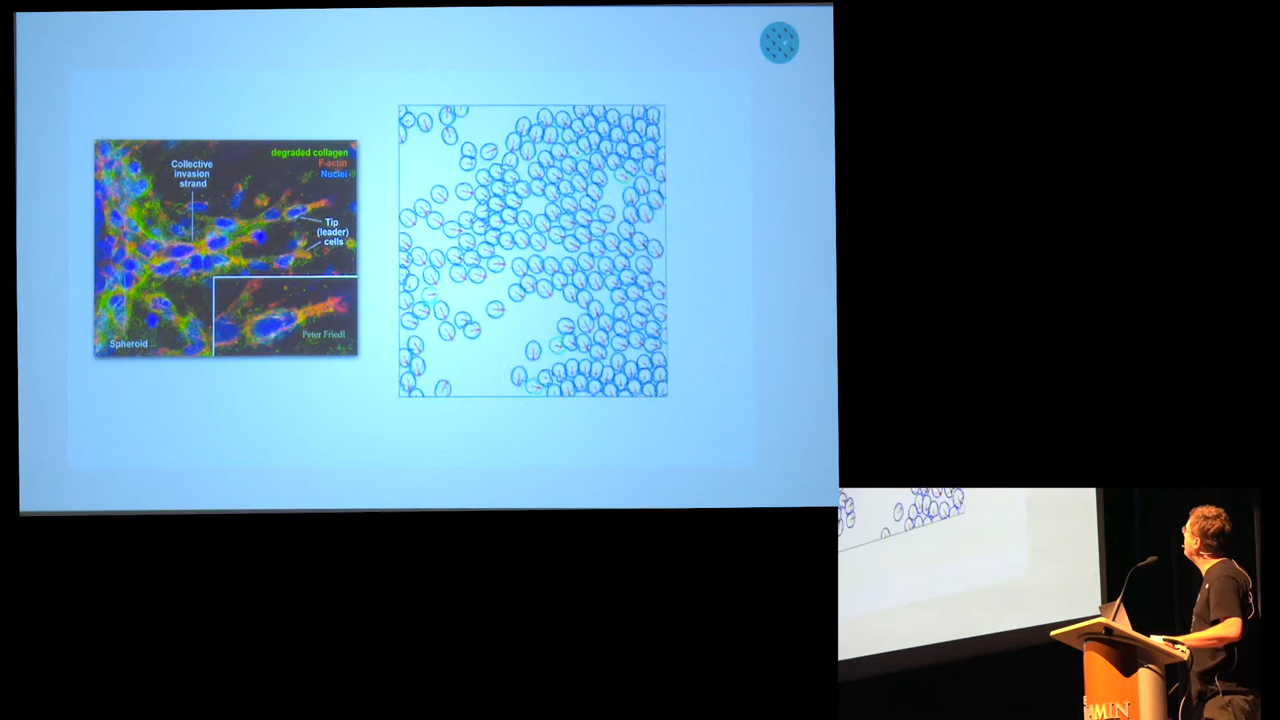 degraded collagen
F-actin
Nuclei
Collective
invasion
strand
Tip
(leader)
cells
Peter Friedl
Spheroid